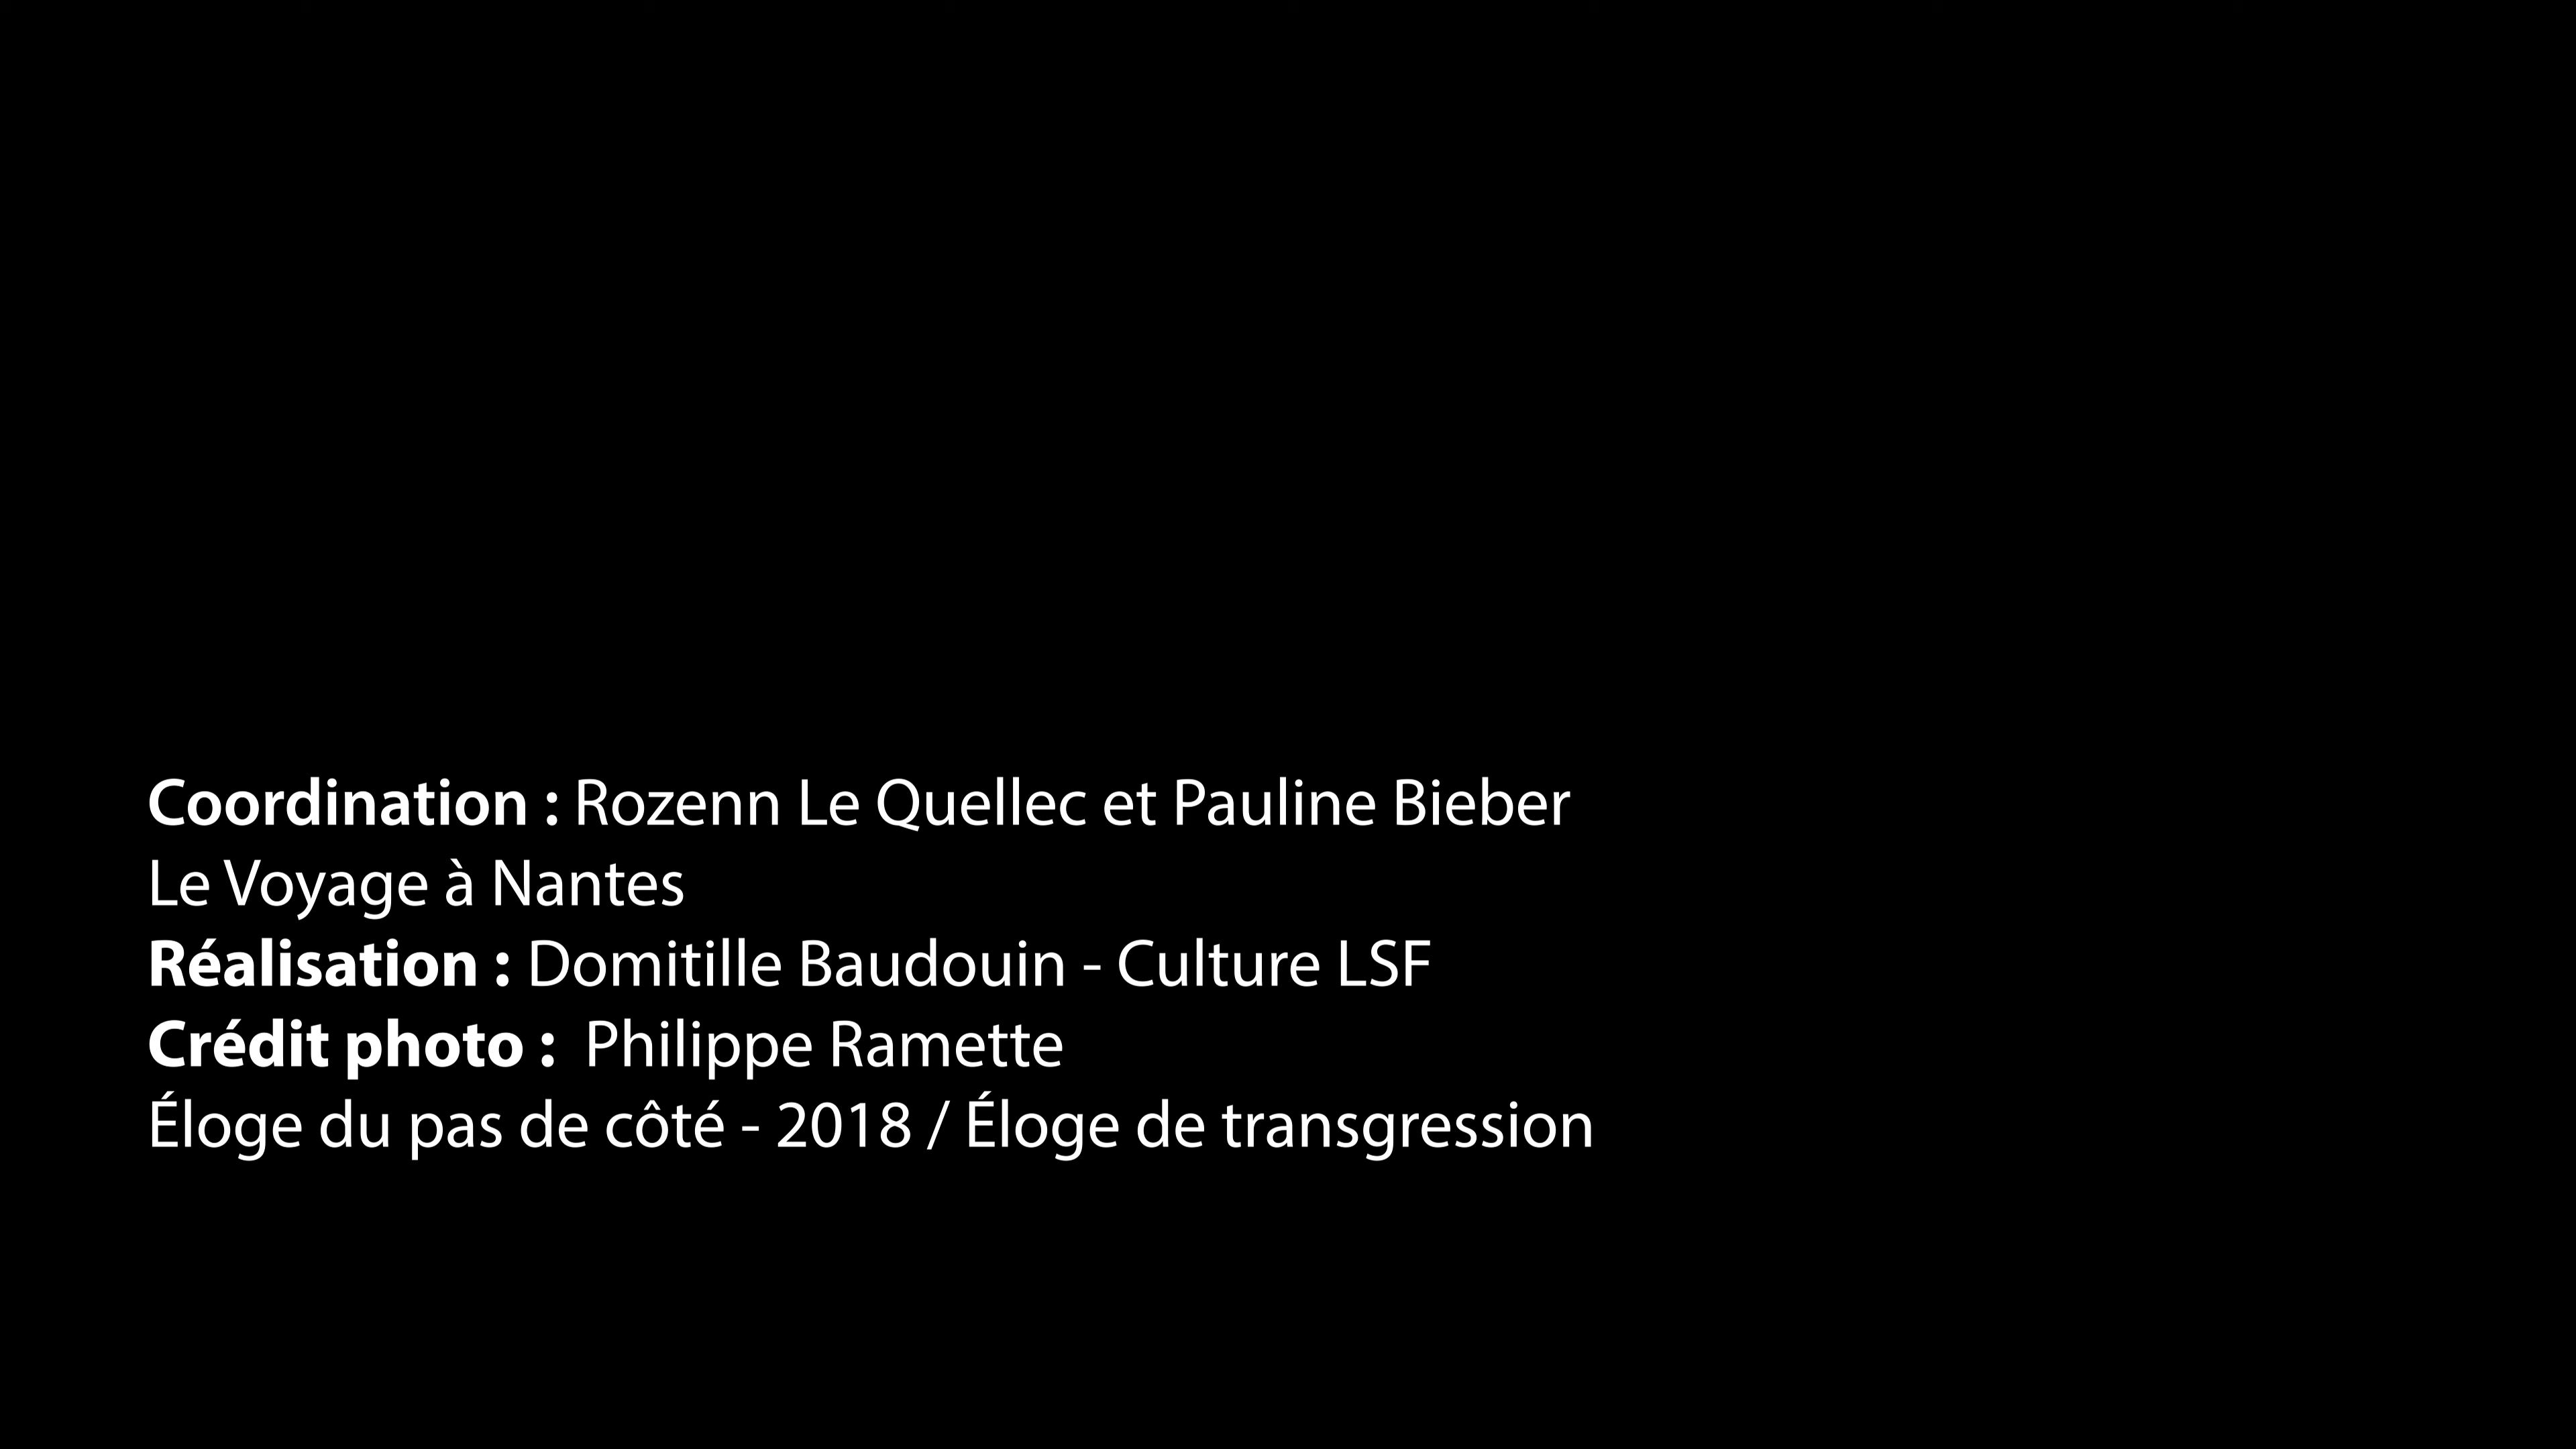 Coordination : Rozenn Le Quellec et Pauline Bieber
Le Voyage à Nantes
Réalisation : Domitille Baudouin - Culture LSF
Crédit photo :  Philippe Ramette
Éloge du pas de côté - 2018 / Éloge de transgression